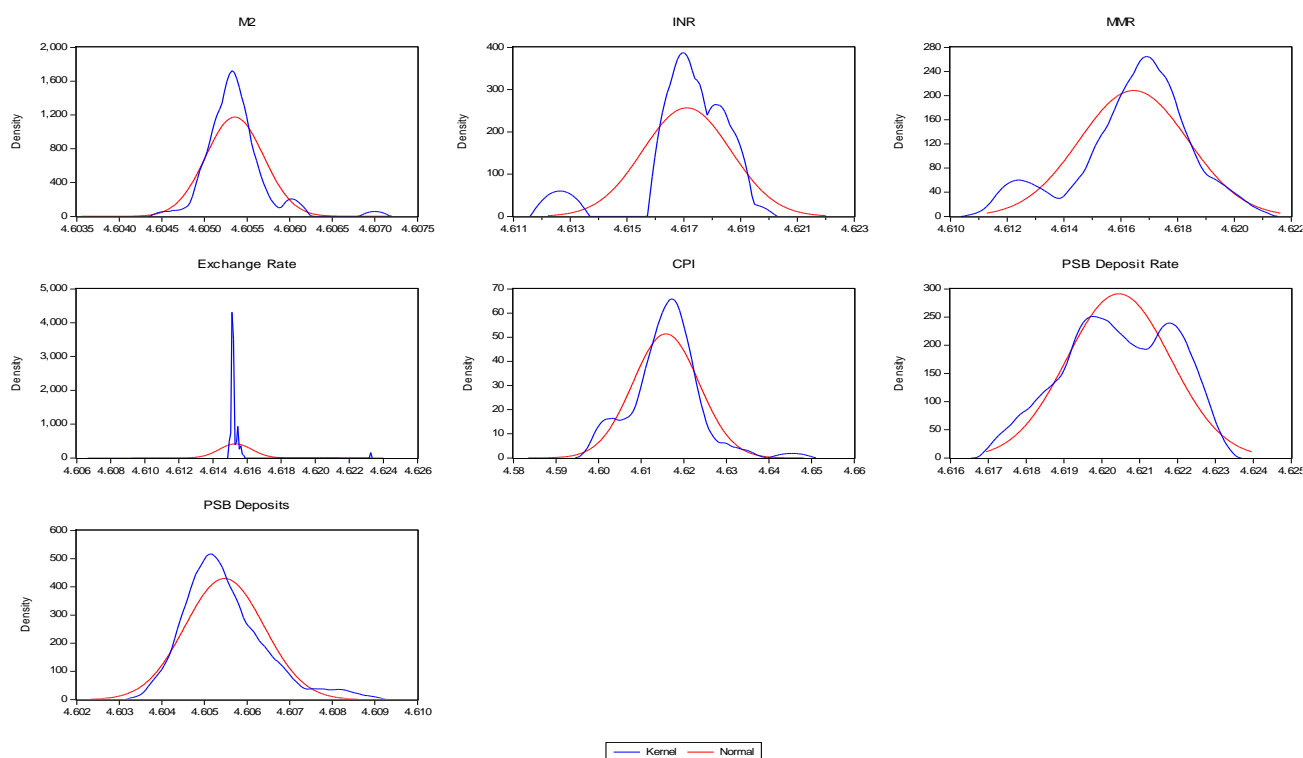 M2
INR
MMR
Density
2,000
1,600
1,200
800
400
0
4.6035 4.6040 4.6045 4.6050 4.6055 4.6060 4.6065 4.6070 4.6075
Density
400
300
200
100
0
4.611 4.613 4.615 4.617 4.619 4.621 4.623
Density
280
240
200
160
120
80
40
0
4.610 4.612 4.614 4.616 4.618 4.620 4.622
Exchange Rate
CPI
PSB Deposit Rate
Density
5,000
4,000
3,000
2,000
1,000
0
4.606 4.608 4.610 4.612 4.614 4.616 4.618 4.620 4.622 4.624 4.626
Density
70
60
50
40
30
20
10
0
4.58 4.59 4.60 4.61 4.62 4.63 4.64 4.65 4.66
Density
300
250
200
150
100
50
0
4.616 4.617 4.618 4.619 4.620 4.621 4.622 4.623 4.624 4.625
PSB Deposits
Density
600
500
400
300
200
100
0
4.602 4.603 4.604 4.605 4.606 4.607 4.608 4.609 4.610
Kernel Normal